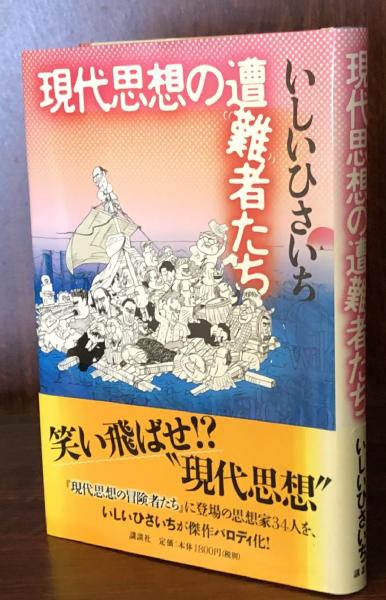 現代思想の遭
"難"者たち
いしいひさいち
笑い飛ばせ!?
"現代思想"
『現代思想の冒険者たち』に登場の思想家34人を、
いしいひさいちが傑作パロディ化!
講談社 定価:本体1800円(税別)
現代思想の遭難者たち
いしいひさいち